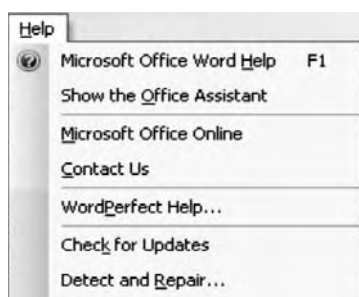 Help
Microsoft Office Word Help F1
Show the Office Assistant
Microsoft Office Online
Contact Us
WordPerfect Help...
Check for Updates
Detect and Repair...